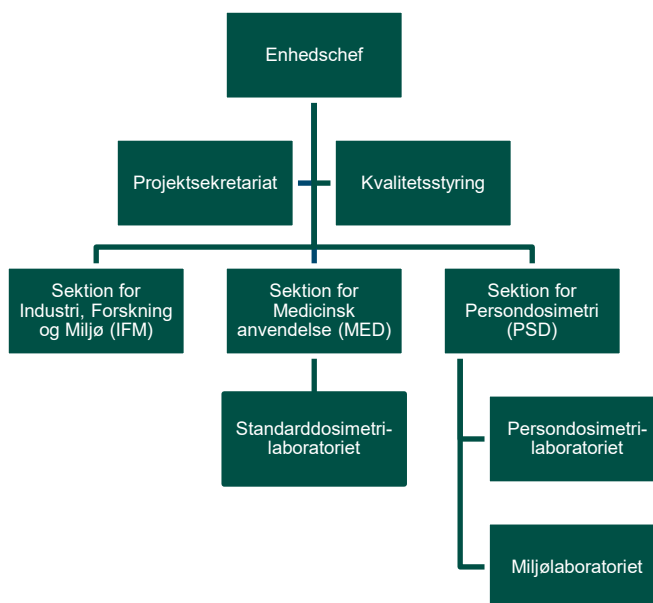 Enhedschef
Projektsekretariat
Kvalitetsstyring
Sektion for
Industri, Forskning
og Miljø (IFM)
Sektion for
Medicinsk
anvendelse (MED)
Sektion for
Persondosimetri
(PSD)
Standarddosimetri-
laboratoriet
Persondosimetri-
laboratoriet
Miljølaboratoriet